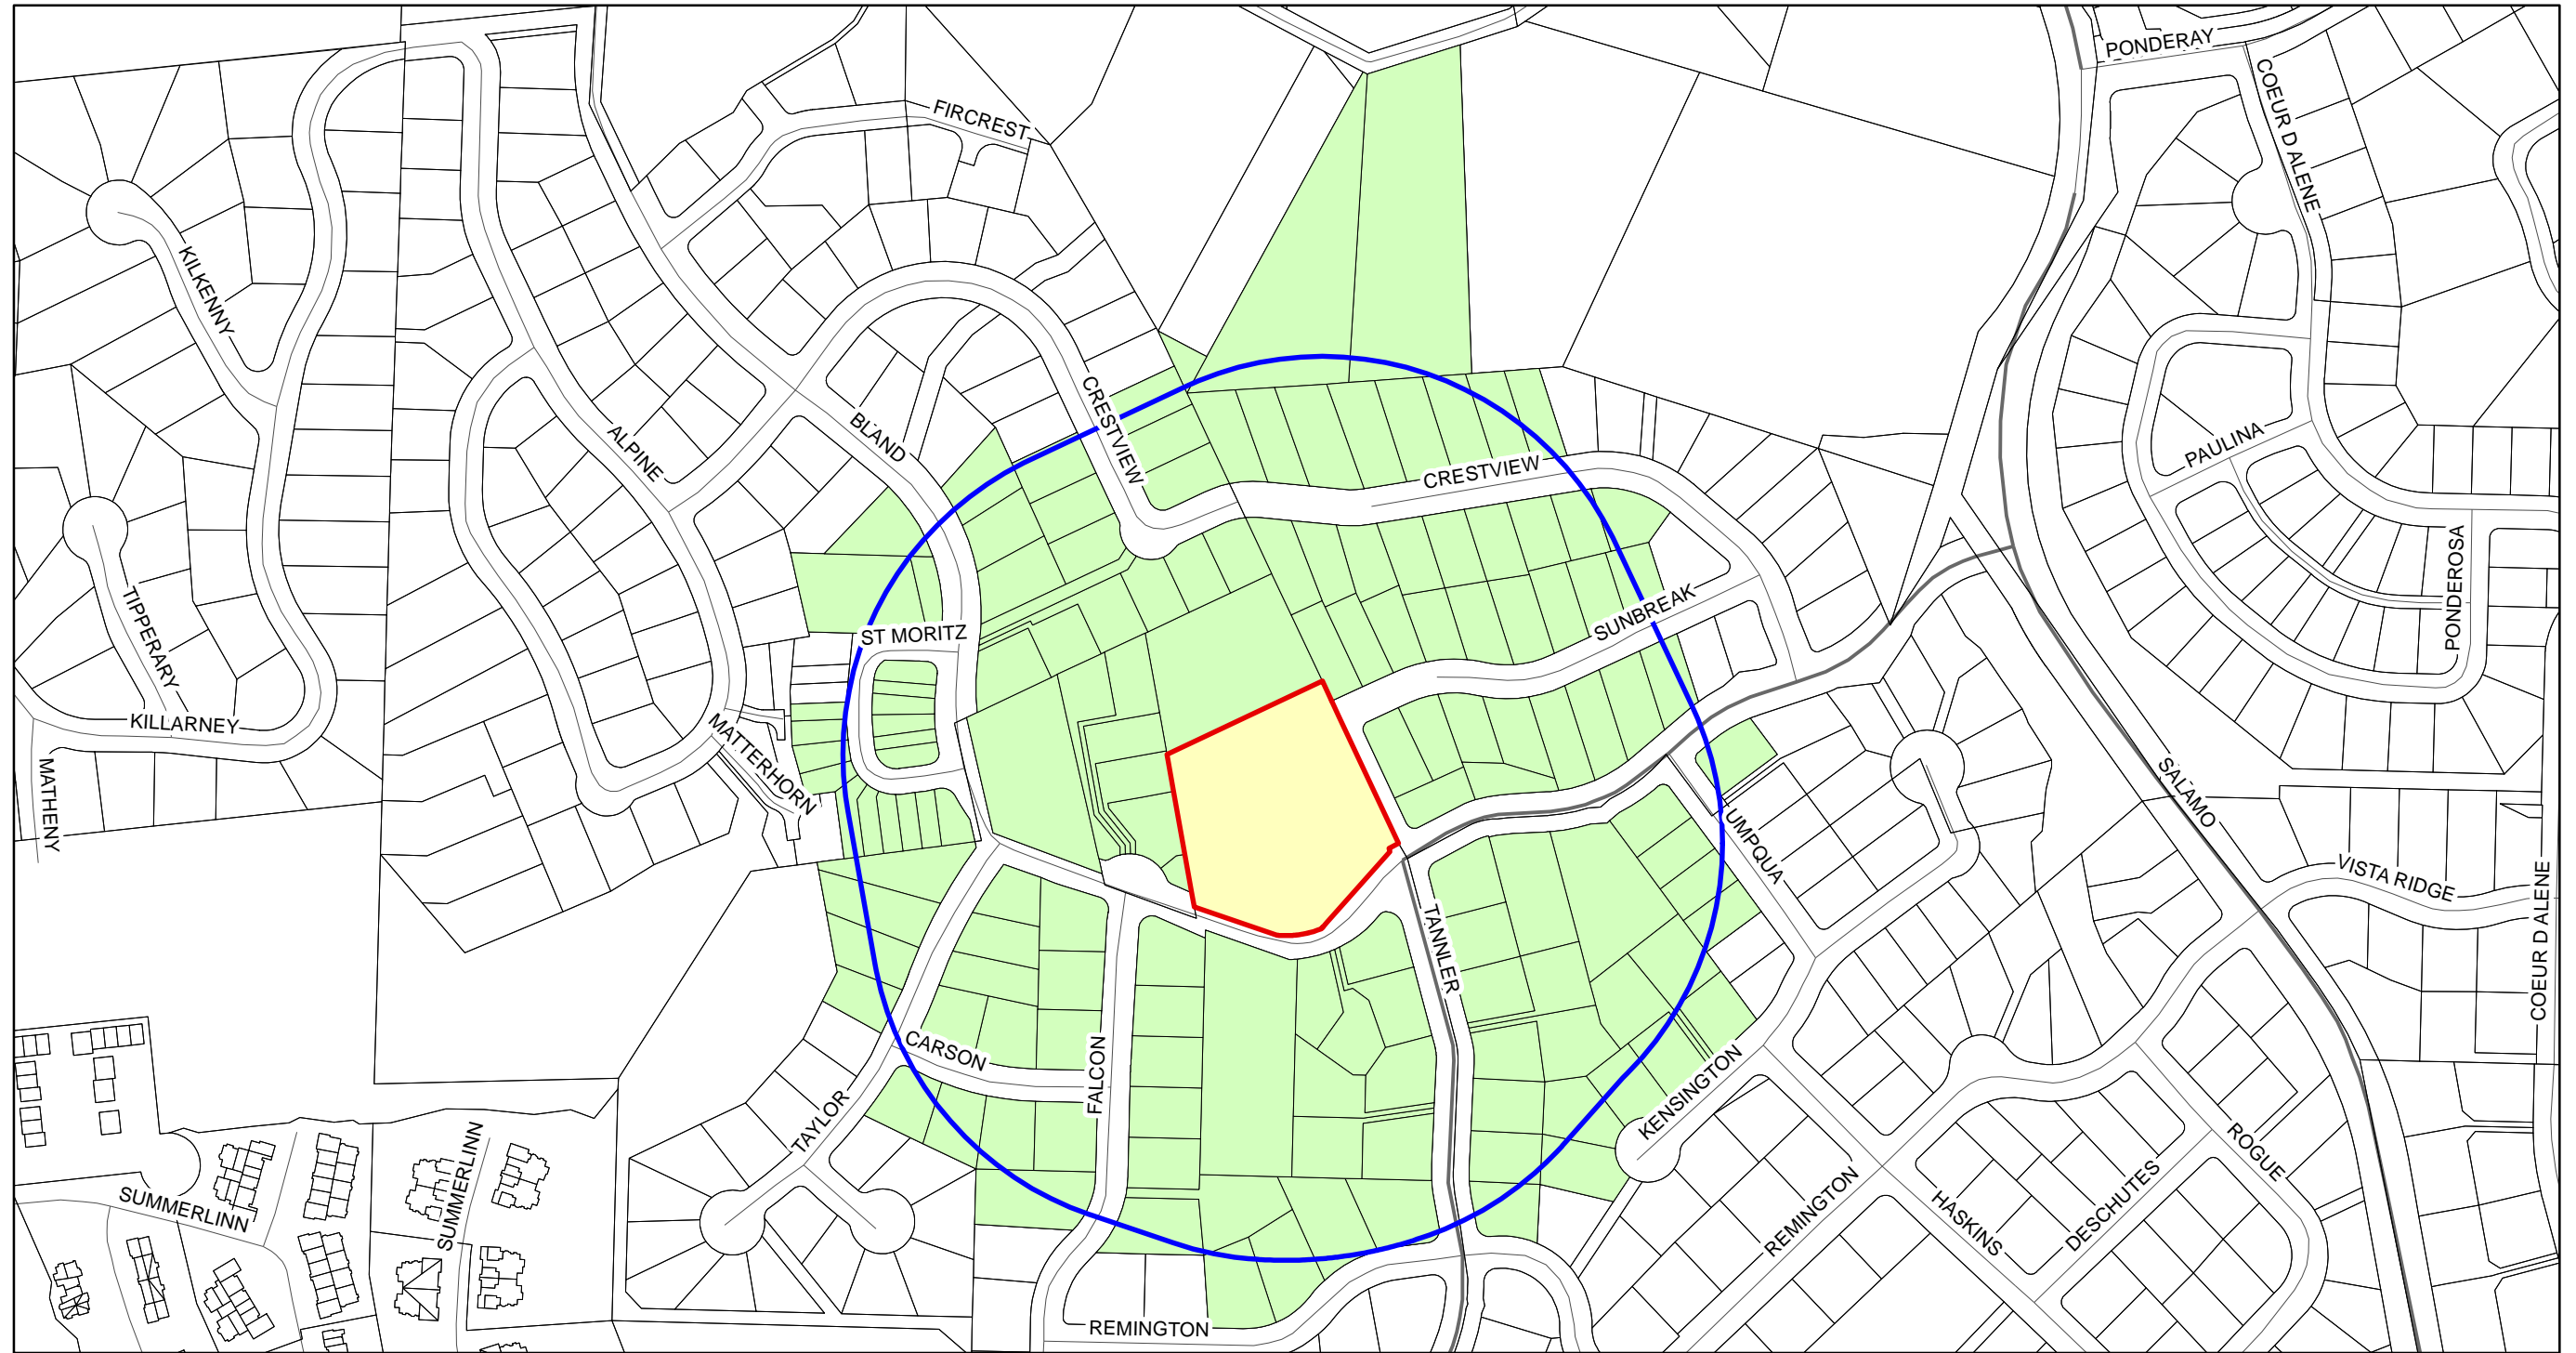 PONDERAY
COEUR D ALENE
FIRCREST
KILKENNY
CRESTVIEW
BLAND
ALPINE
CRESTVIEW
PAULINA
PONDEROSA
TIPPERARY
ST MORITZ
SUNBREAK
KILLARNEY
MATTERHORN
MATHENY
SALAMO
UMPQUA
VISTA RIDGE
COEUR D ALENE
TANNLER
CARSON
FALCON
TAYLOR
KENSINGTON
SUMMERLINN
SUMMERLINN
ROGUE
REMINGTON
HASKINS
DESCHUTES
REMINGTON